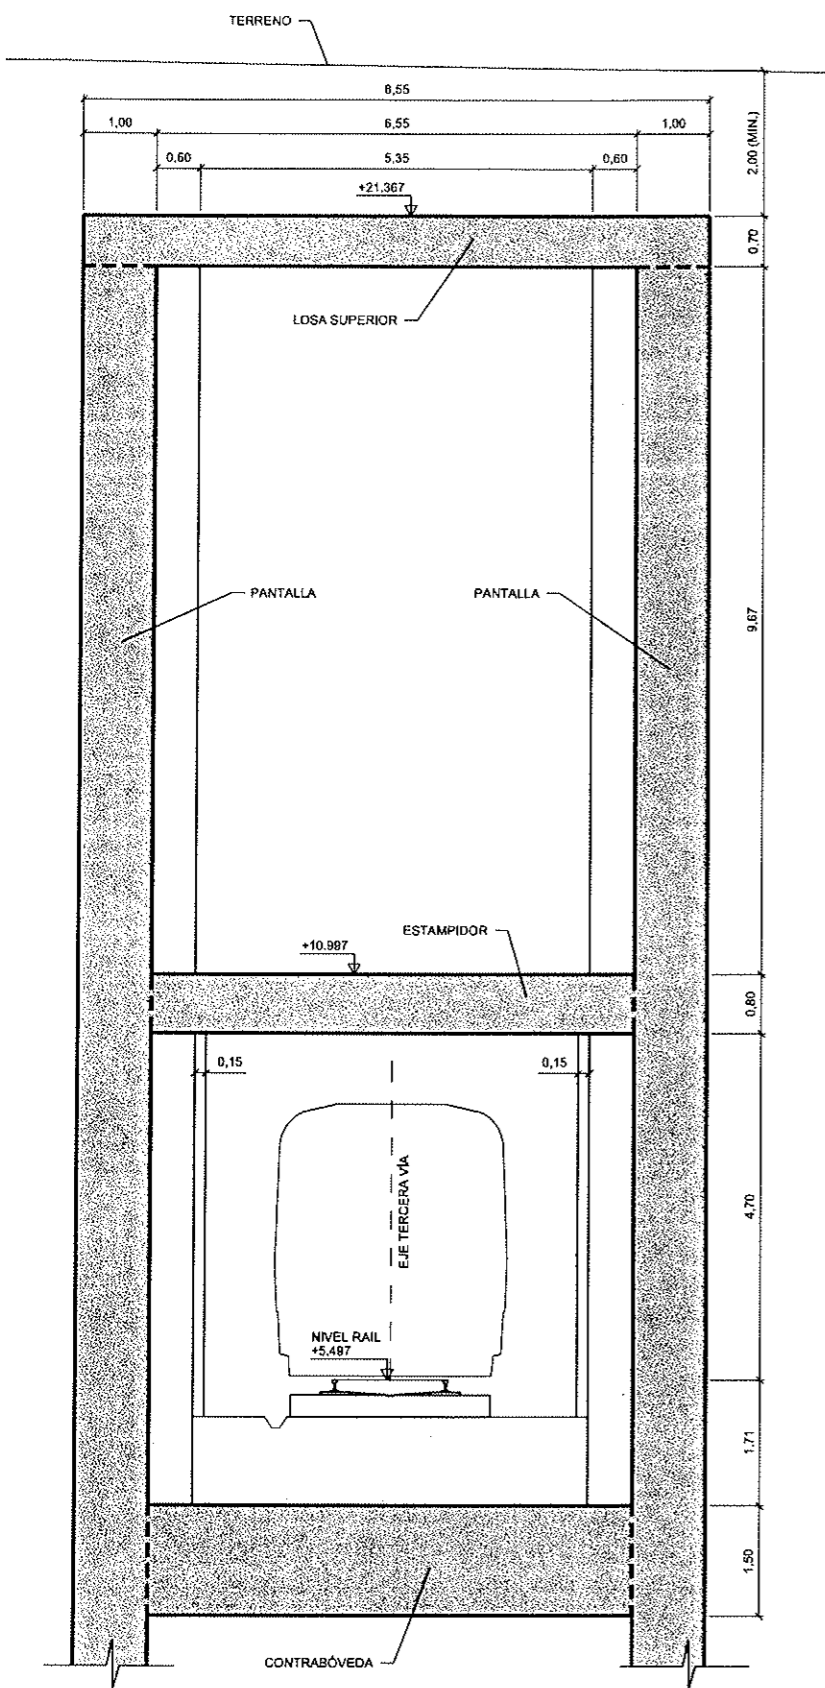 TERRENO
8,55
1,00
6,55
1,00
2,00 (MIN.)
0,60
5,35
0,60
+21.367
0,70
LOSA SUPERIOR
PANTALLA
PANTALLA
9,67
ESTAMPIDOR
+10.997
0,80
0,15
0,15
EJE TERCERA VÍA
4,70
NIVEL RAIL
+5.497
1,71
1,50
CONTRABÓVEDA